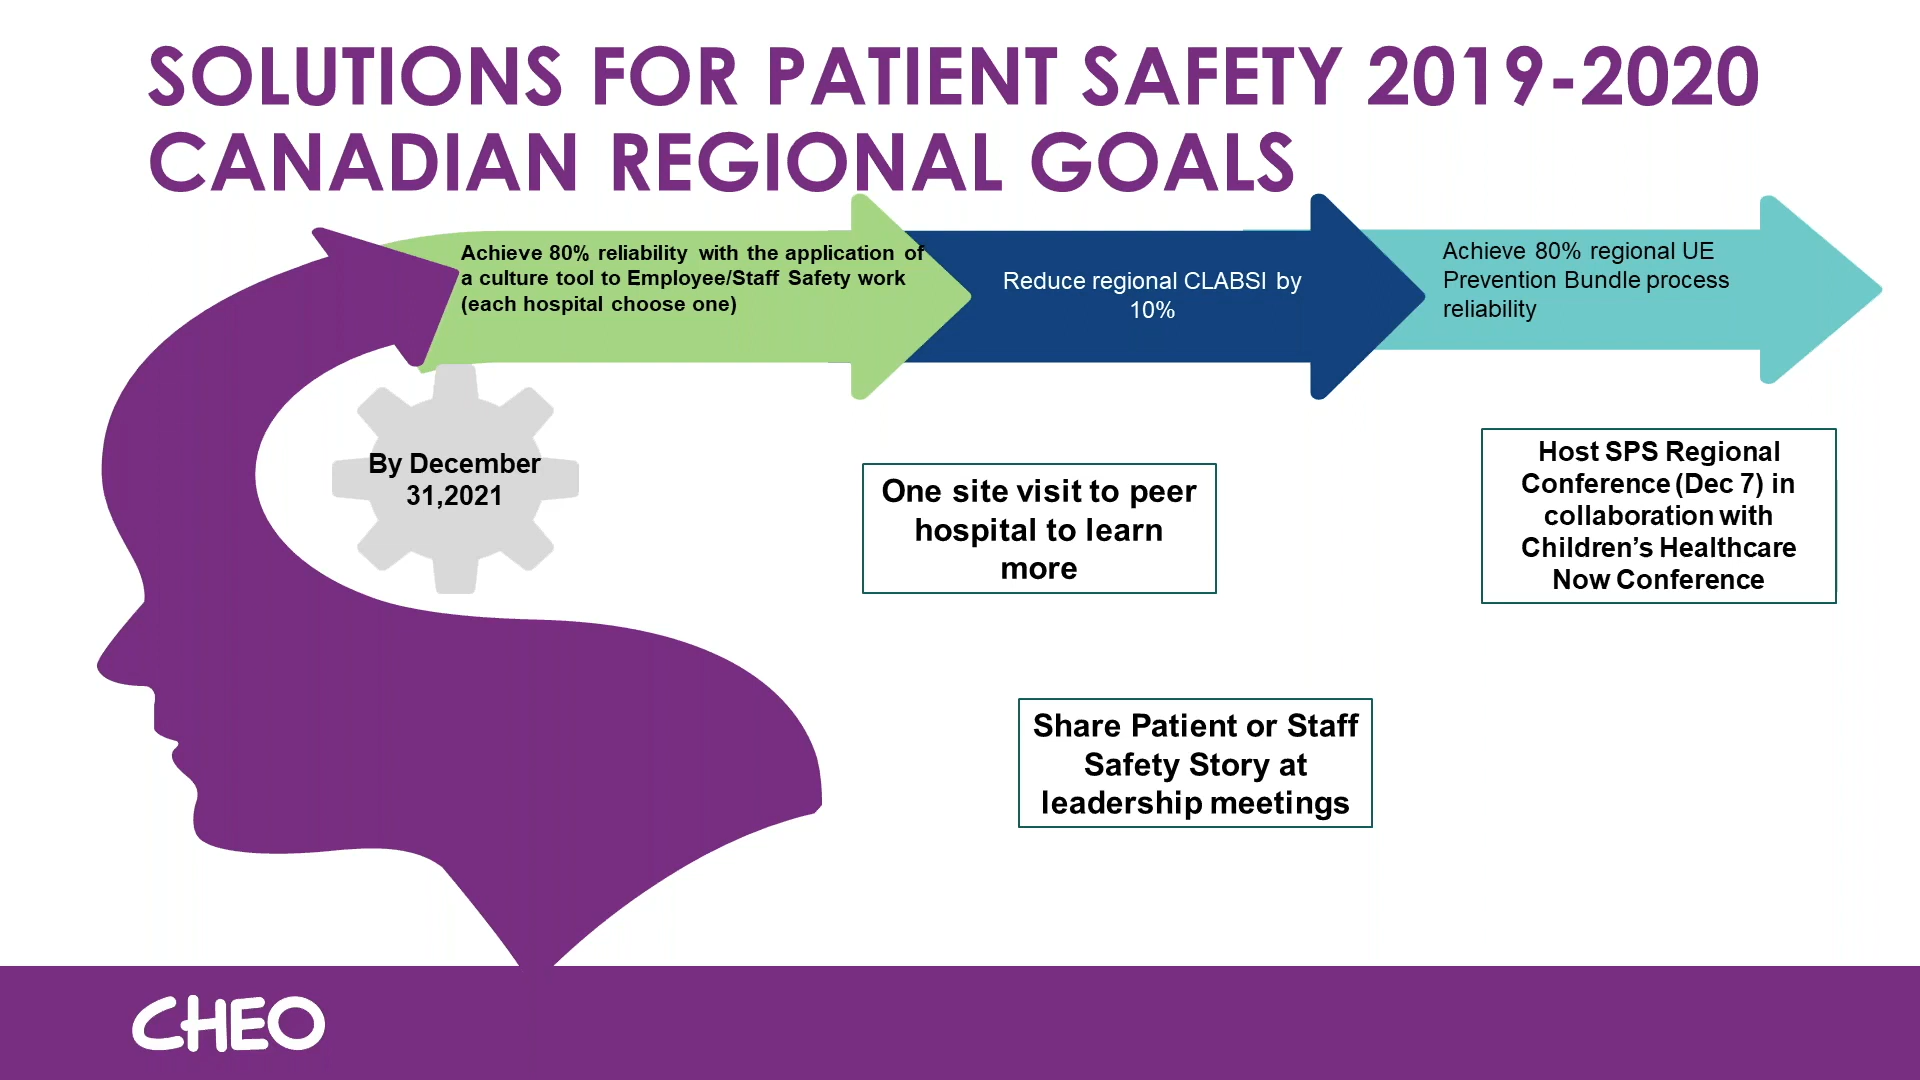 SOLUTIONS FOR PATIENT SAFETY 2019-2020
CANADIAN REGIONAL GOALS
Achieve 80% reliability with the application of
a culture tool to Employee/Staff Safety work
(each hospital choose one)
Reduce regional CLABSI by
10%
Achieve 80% regional UE
Prevention Bundle process
reliability
By December
31,2021
One site visit to peer
hospital to learn
more
Host SPS Regional
Conference (Dec 7) in
collaboration with
Children’s Healthcare
Now Conference
Share Patient or Staff
Safety Story at
leadership meetings
CHEO